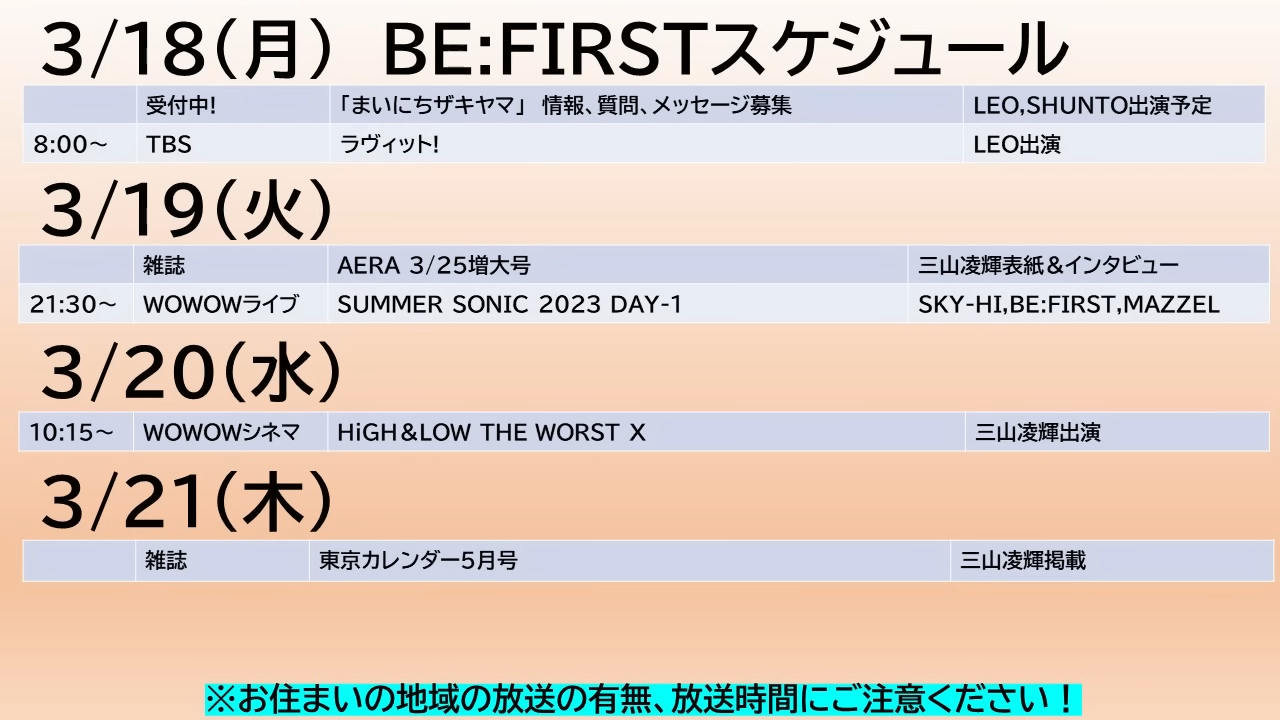 3/18(月) BE:FIRSTスケジュール
受付中! 「まいにちザキヤマ」 情報、質問、メッセージ募集 LEO,SHUNTO出演予定
8:00～ TBS ラヴィット! LEO出演
3/19(火)
雑誌 AERA 3/25増大号 三山凌輝表紙＆インタビュー
21:30～ WOWOWライブ SUMMER SONIC 2023 DAY-1 SKY-HI,BE:FIRST,MAZZEL
3/20(水)
10:15～ WOWOWシネマ HiGH＆LOW THE WORST X 三山凌輝出演
3/21(木)
雑誌 東京カレンダー5月号 三山凌輝掲載
※お住まいの地域の放送の有無、放送時間にご注意ください！